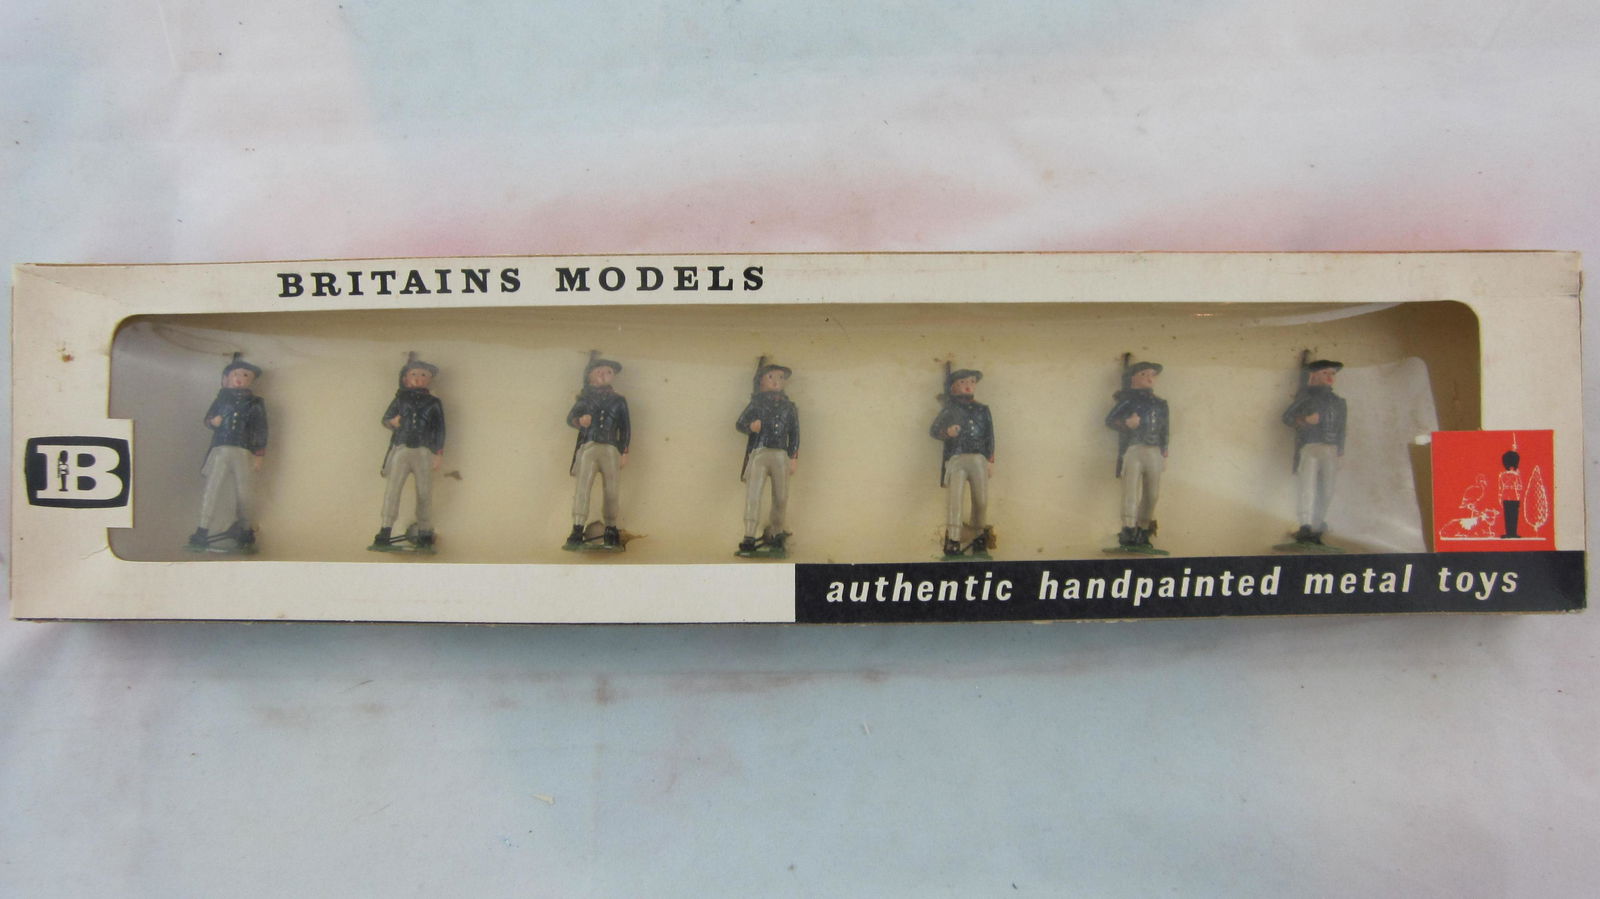 BRITAINS MODELS
B
authentic handpainted metal toys